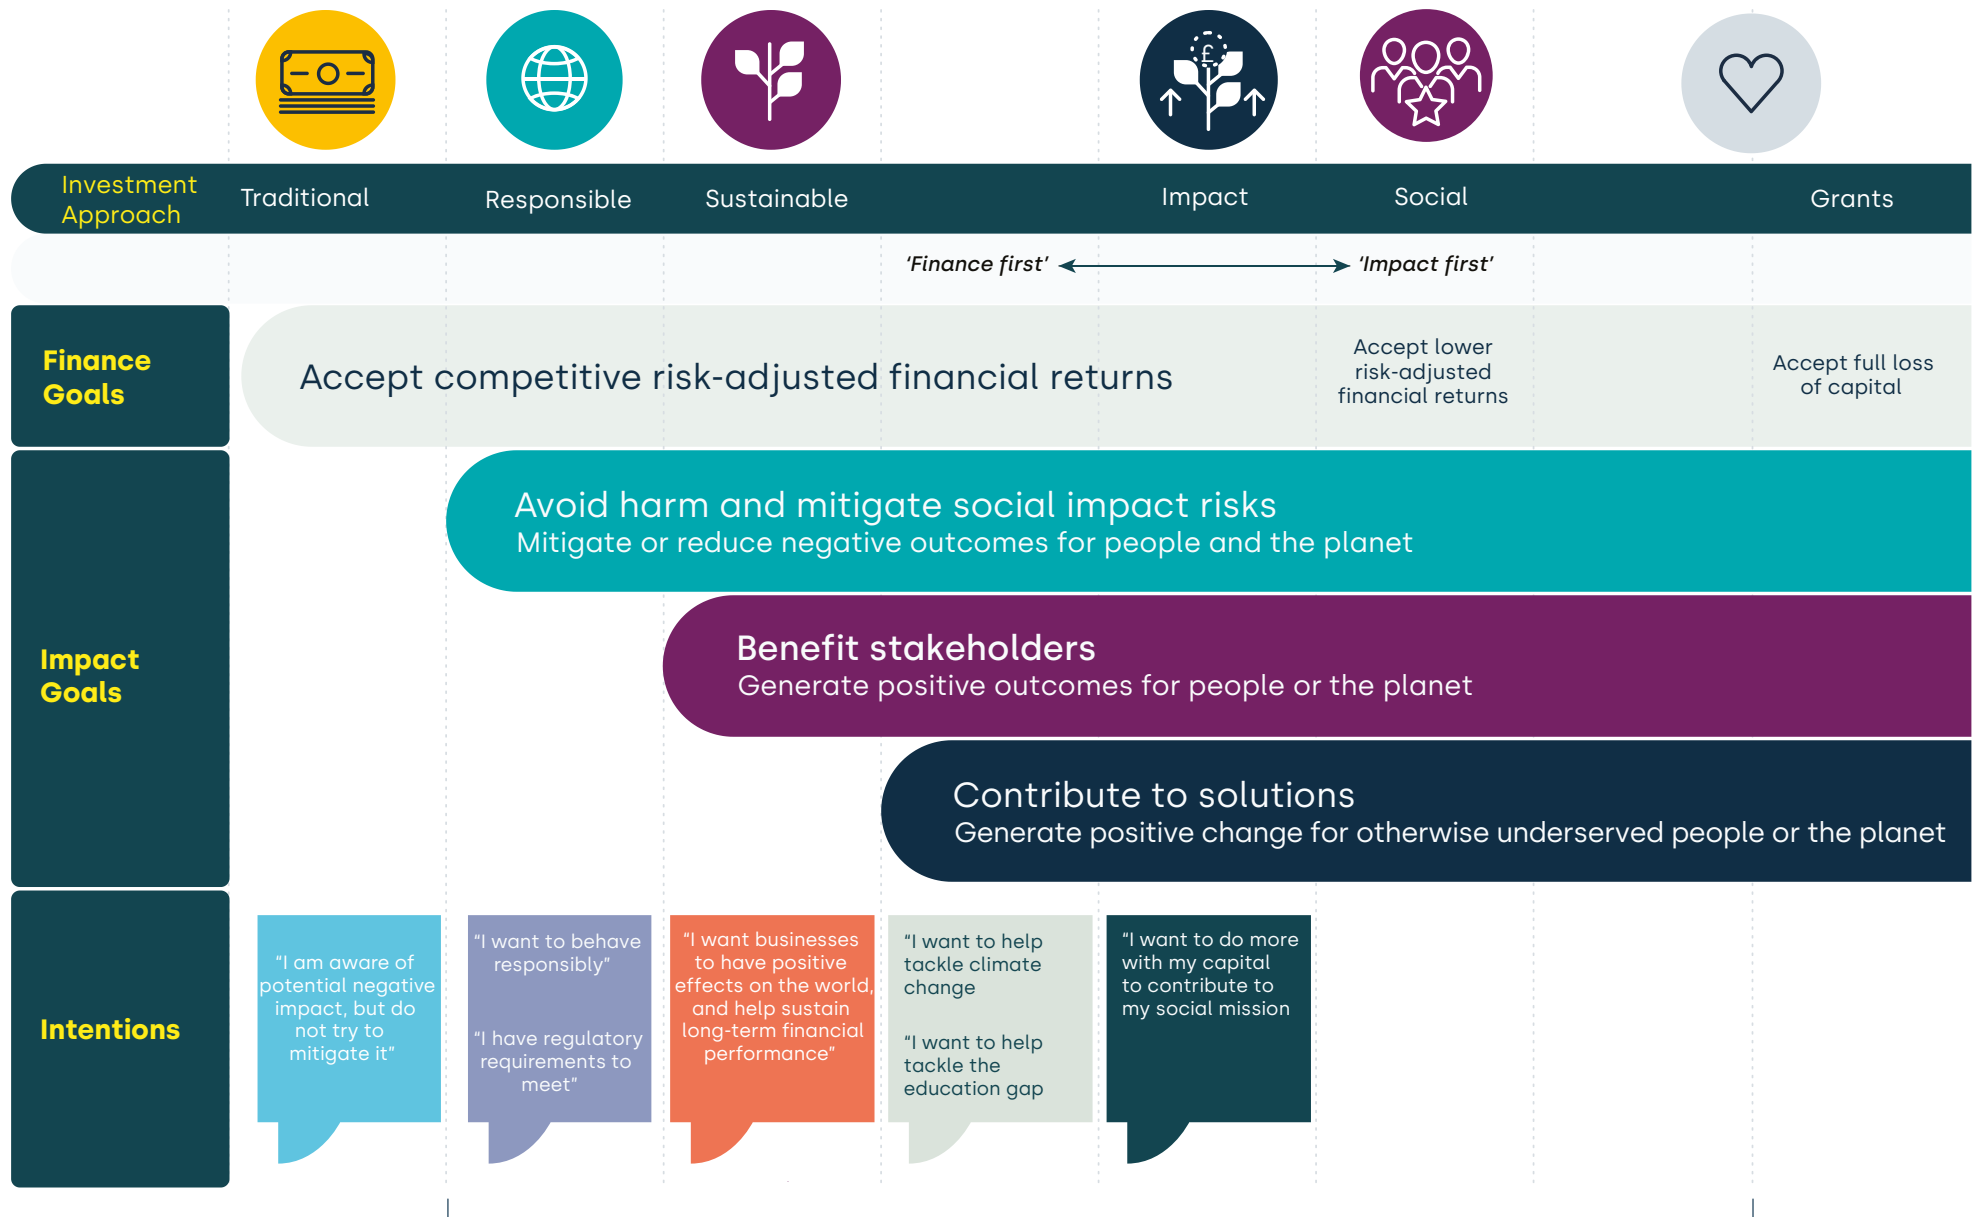 £
Investment
Approach
Traditional
Responsible
Sustainable
Impact
Social
Grants
‘Finance first’
‘Impact first’
Finance
Goals
Accept competitive risk-adjusted financial returns
Accept lower
risk-adjusted
financial returns
Accept full loss
of capital
Impact
Goals
Avoid harm and mitigate social impact risks
Mitigate or reduce negative outcomes for people and the planet
Benefit stakeholders
Generate positive outcomes for people or the planet
Contribute to solutions
Generate positive change for otherwise underserved people or the planet
Intentions
“I am aware of
potential negative
impact, but do
not try to
mitigate it”
“I want to behave
responsibly”
“I have regulatory
requirements to
meet”
“I want businesses
to have positive
effects on the world,
and help sustain
long-term financial
performance”
“I want to help
tackle climate
change
“I want to help
tackle the
education gap
“I want to do more
with my capital
to contribute to
my social mission